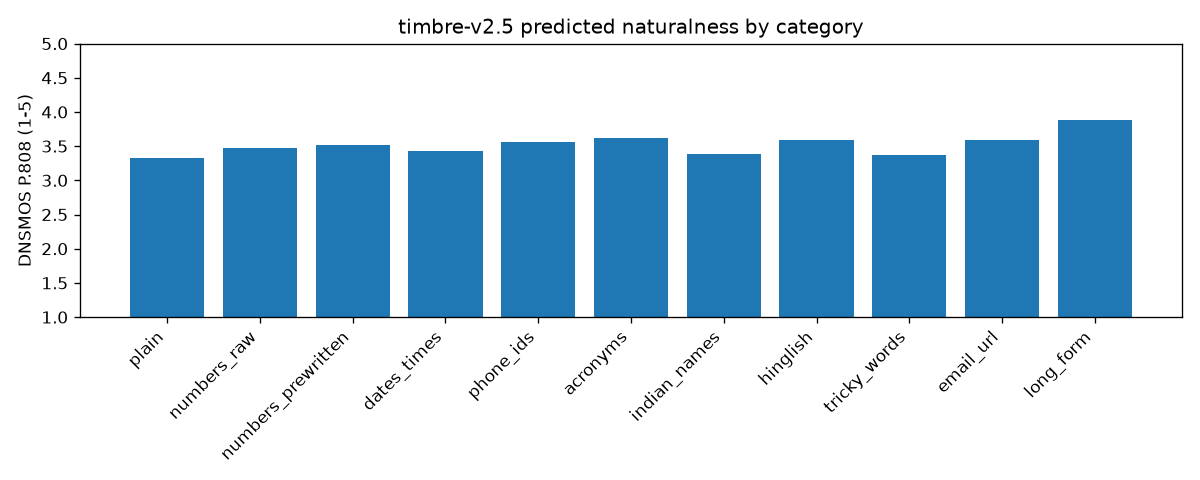 timbre-v2.5 predicted naturalness by category
DNSMOS P.808 (1-5)
5.0
4.5
4.0
3.5
3.0
2.5
2.0
1.5
1.0
plain
numbers_raw
numbers_prewritten
dates_times
phone_ids
acronyms
indian_names
hinglish
tricky_words
email_url
long_form